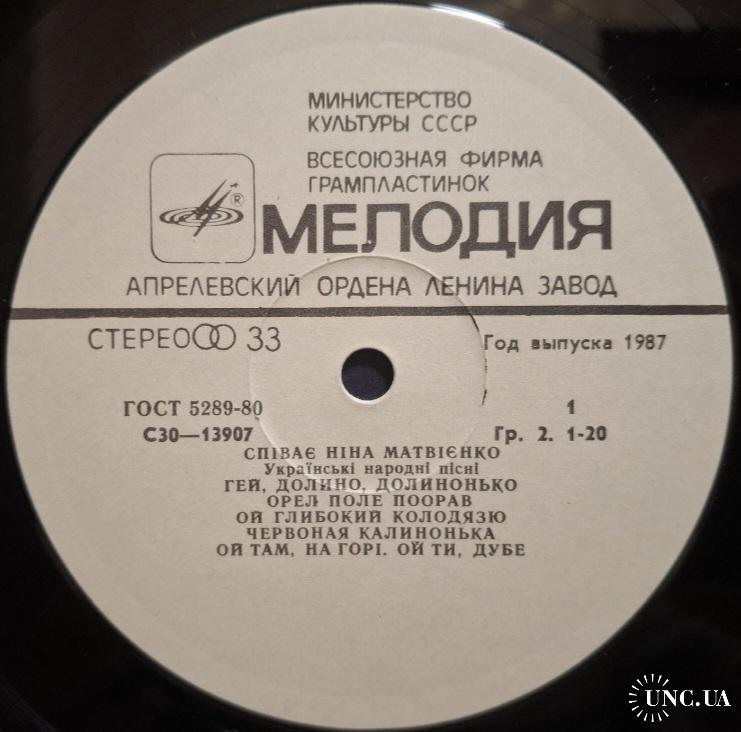 МИНИСТЕРСТВО
КУЛЬТУРЫ СССР
ВСЕСОЮЗНАЯ ФИРМА
ГРАМПЛАСТИНОК
®
МЕЛОДИЯ
АПРЕЛЕВСКИЙ ОРДЕНА ЛЕНИНА ЗАВОД
СТЕРЕО 33
Год выпуска 1987
ГОСТ 5289-80
1
С30—13907
Гр. 2. 1-20
СПІВАЄ НІНА МАТВІЄНКО
Українські народні пісні
ГЕЙ, ДОЛИНО, ДОЛИНОНЬКО
ОРЕЛ ПОЛЕ ПООРАВ
ОЙ ГЛИБОКИЙ КОЛОДЯЗЮ
ЧЕРВОНАЯ КАЛИНОНЬКА
ОЙ ТАМ, НА ГОРІ. ОЙ ТИ, ДУБЕ
UNC.UA